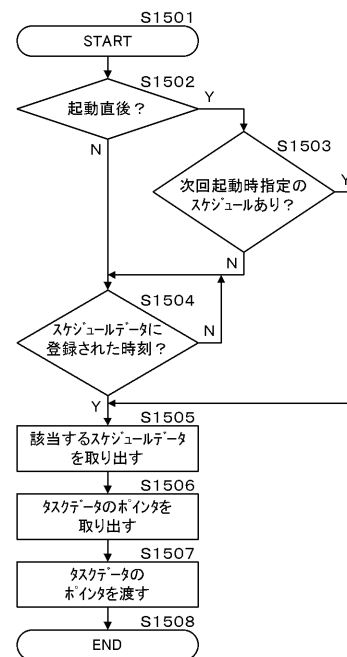 S1501
START
S1502
起動直後？
Y
N
S1503
次回起動時指定の
ｽｹｼﾞｭｰﾙあり？
Y
N
S1504
ｽｹｼﾞｭｰﾙﾃﾞｰﾀに
登録された時刻？
N
Y
S1505
該当するｽｹｼﾞｭｰﾙﾃﾞｰﾀ
を取り出す
S1506
ﾀｽｸﾃﾞｰﾀのﾎﾟｲﾝﾀを
取り出す
S1507
ﾀｽｸﾃﾞｰﾀの
ﾎﾟｲﾝﾀを渡す
S1508
END